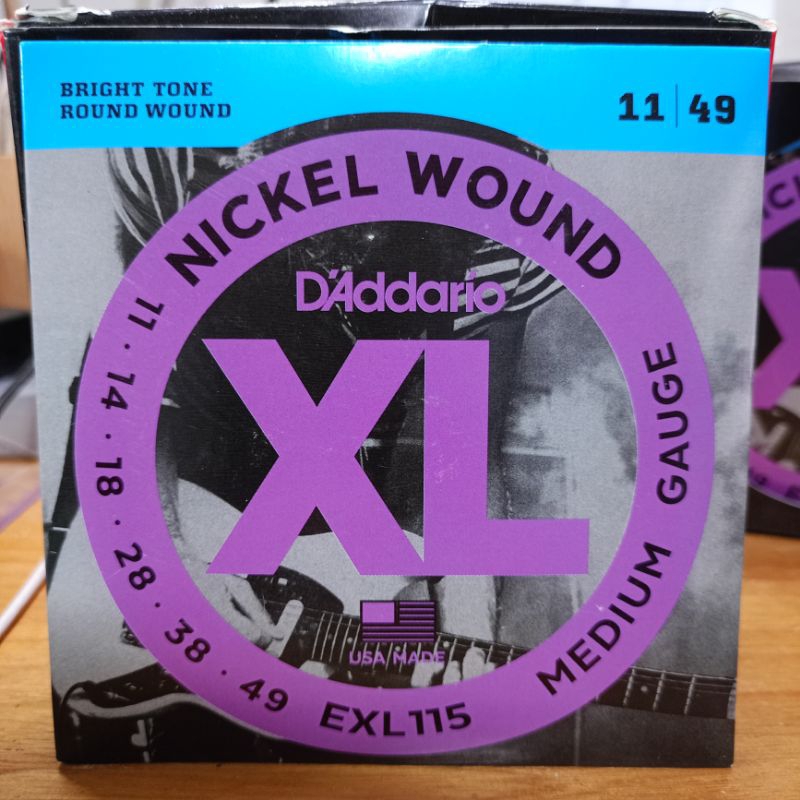 BRIGHT TONE
ROUND WOUND
11 | 49
NICKEL WOUND
D'Addario
XL
11 · 14 · 18 · 28 · 38 · 49
EXL115
MEDIUM GAUGE
USA MADE
XL